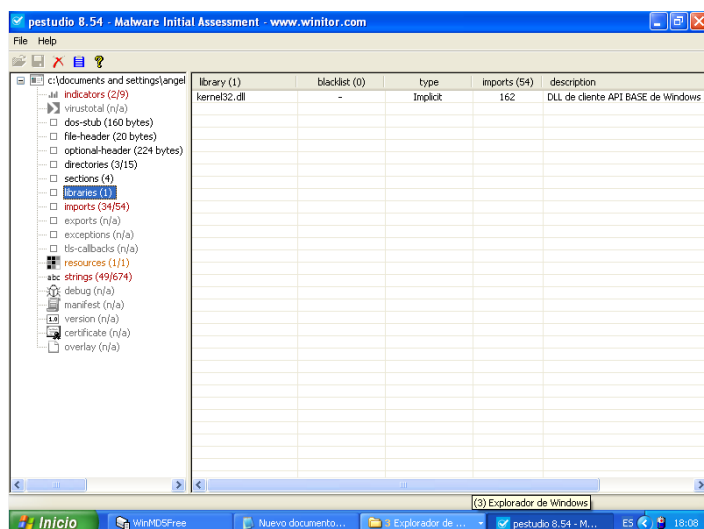 pestudio 8.54 - Malware Initial Assessment - www.winitor.com
File Help
c:\documents and settings\angel
indicators (2/9)
virustotal (n/a)
dos-stub (160 bytes)
file-header (20 bytes)
optional-header (224 bytes)
directories (3/15)
sections (4)
libraries (1)
imports (34/54)
exports (n/a)
exceptions (n/a)
tls-callbacks (n/a)
resources (1/1)
abc strings (49/674)
debug (n/a)
manifest (n/a)
1.0 version (n/a)
certificate (n/a)
overlay (n/a)
library (1) blacklist (0) type imports (54) description
kernel32.dll - Implicit 162 DLL de cliente API BASE de Windows
(3) Explorador de Windows
Inicio WinMD5Free Nuevo documento... 3 Explorador de ... pestudio 8.54 - M... ES 18:08